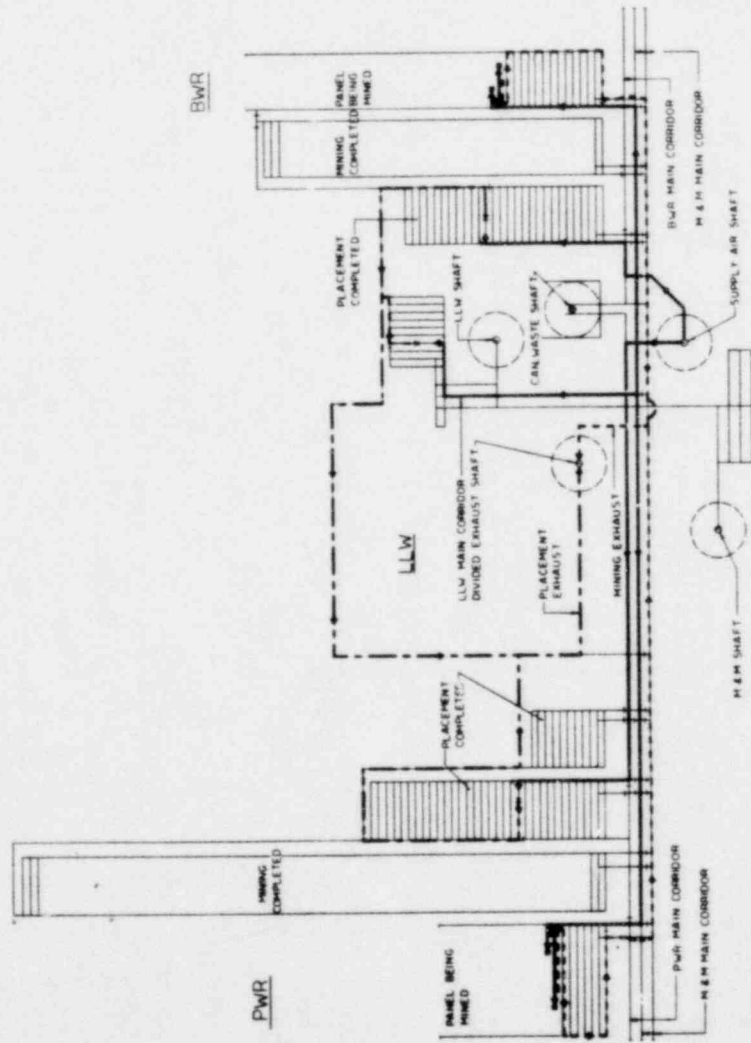 BWR
PANEL BEING
MINED
MINING
COMPLETED
PLACEMENT
COMPLETED
LLW SHAFT
CAN. WASTE SHAFT
BWR MAIN CORRIDOR
M & M MAIN CORRIDOR
SUPPLY AIR SHAFT
LLW
LLW MAIN CORRIDOR
DIVIDED EXHAUST SHAFT
PLACEMENT
EXHAUST
MINING EXHAUST
M & M SHAFT
PLACEMENT
COMPLETED
MINING
COMPLETED
PWR
PANEL BEING
MINED
PWR MAIN CORRIDOR
M & M MAIN CORRIDOR